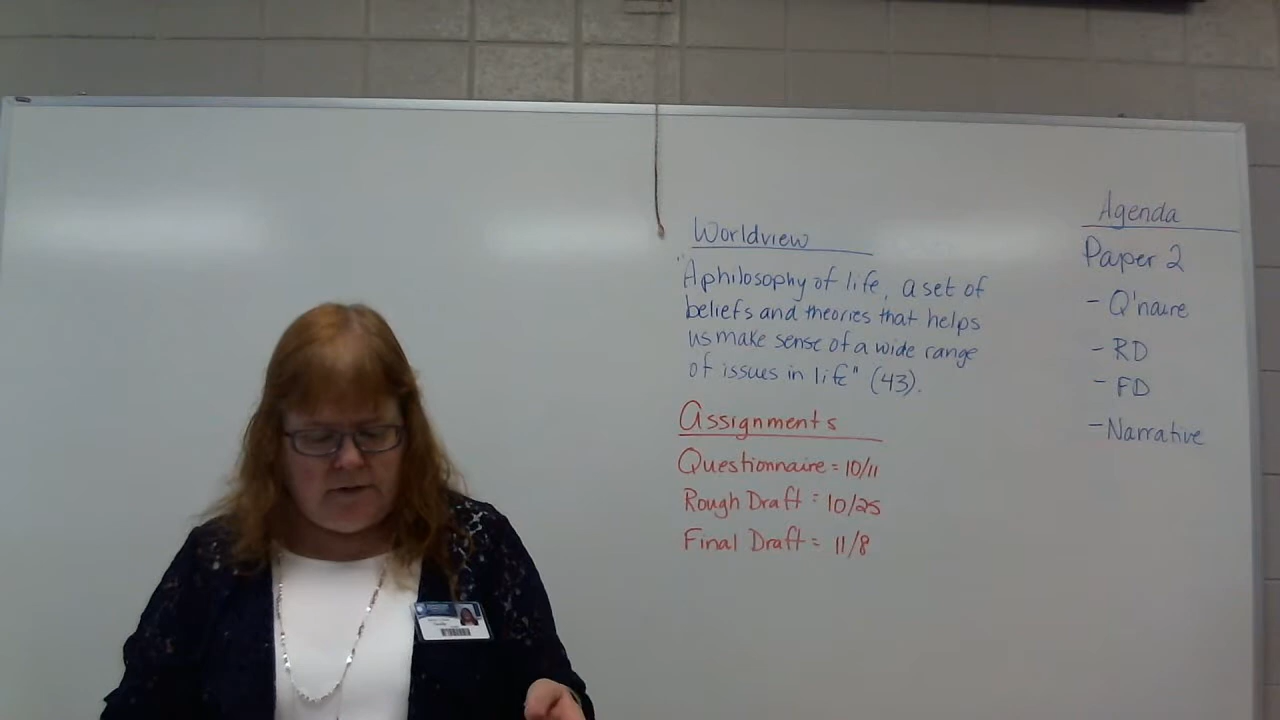 Worldview
"A philosophy of life, a set of
beliefs and theories that helps
us make sense of a wide range
of issues in life" (43).
Assignments
Questionnaire = 10/11
Rough Draft = 10/25
Final Draft = 11/8
Agenda
Paper 2
- Q'naire
- RD
- FD
- Narrative